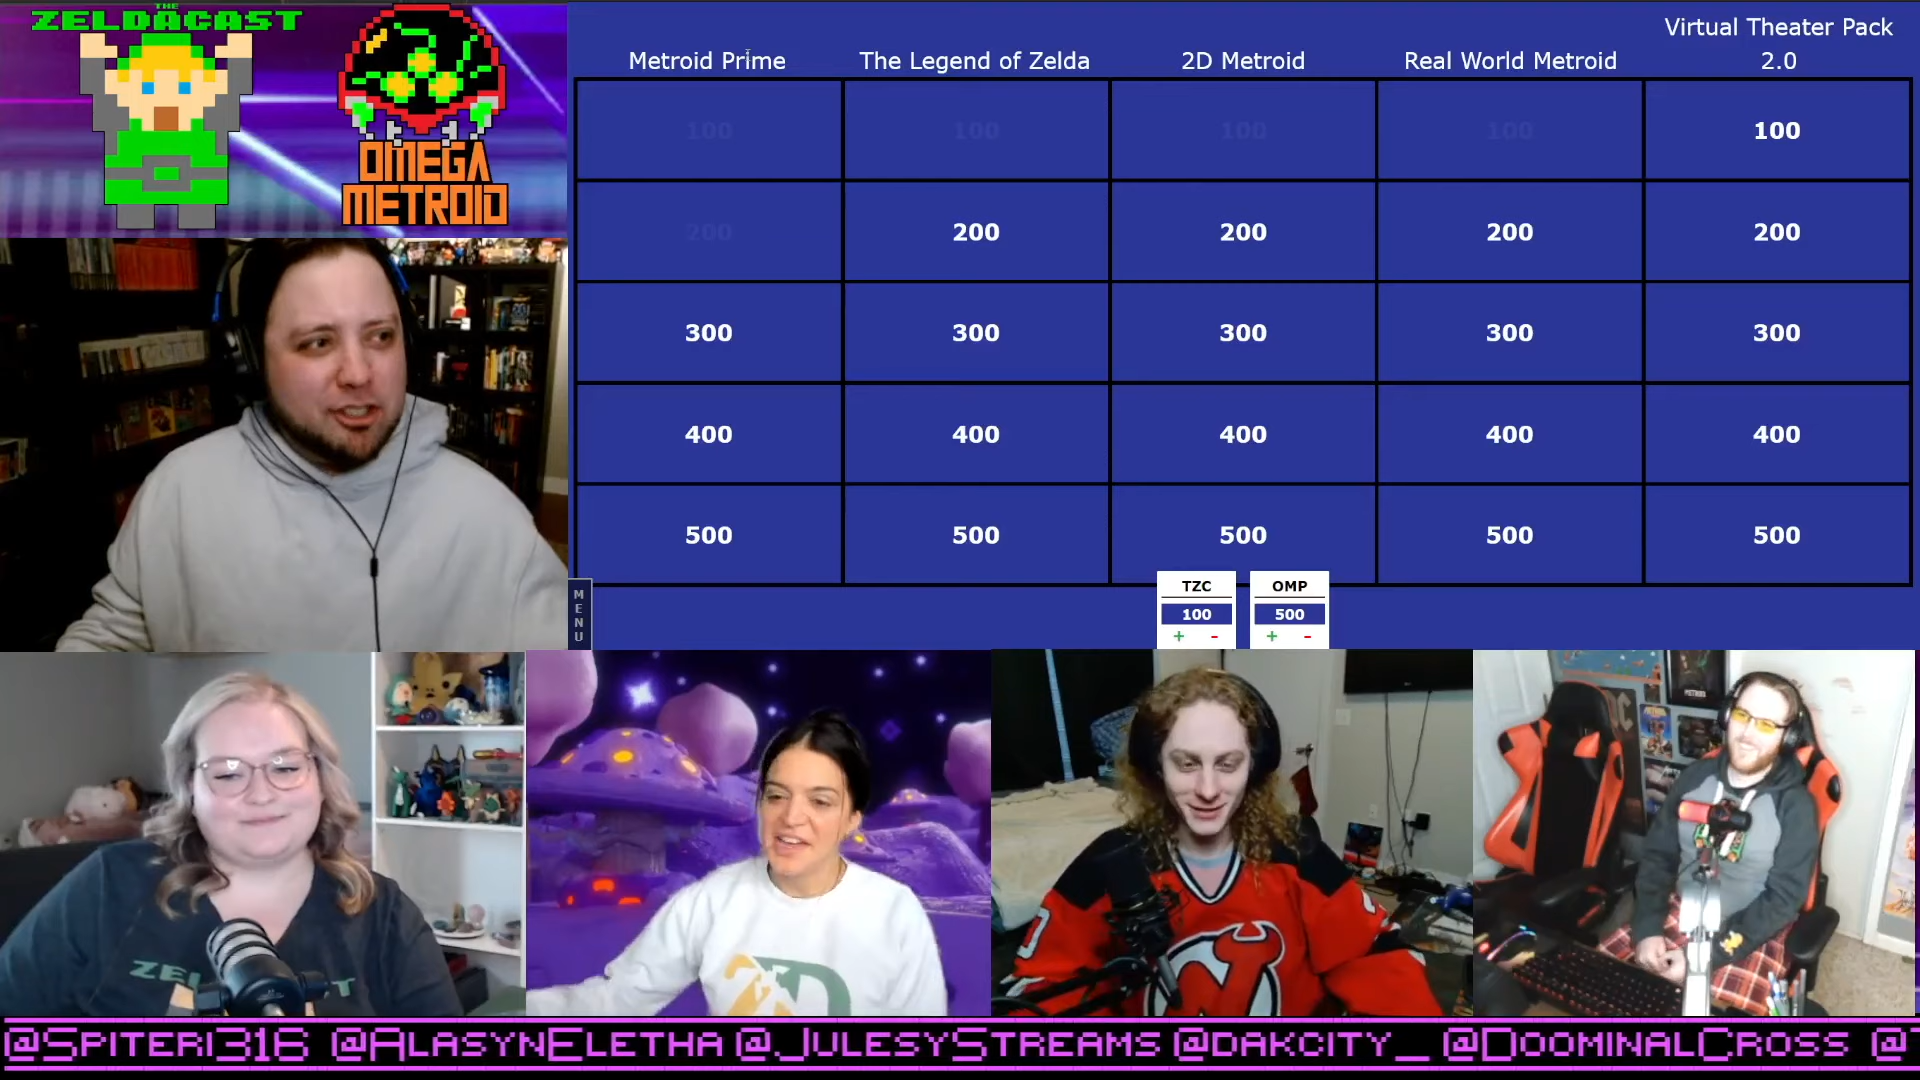 THE
ZELDACAST
OMEGA
METROID
Metroid Prime
The Legend of Zelda
2D Metroid
Real World Metroid
Virtual Theater Pack
2.0
100 100 100 100 100
200 200 200 200 200
300 300 300 300 300
400 400 400 400 400
500 500 500 500 500
MENU
TZC
100
+ -
OMP
500
+ -
@Spiteri316 @AlasynEletha @JulesyStreams @dakcity_ @DoominalCross @